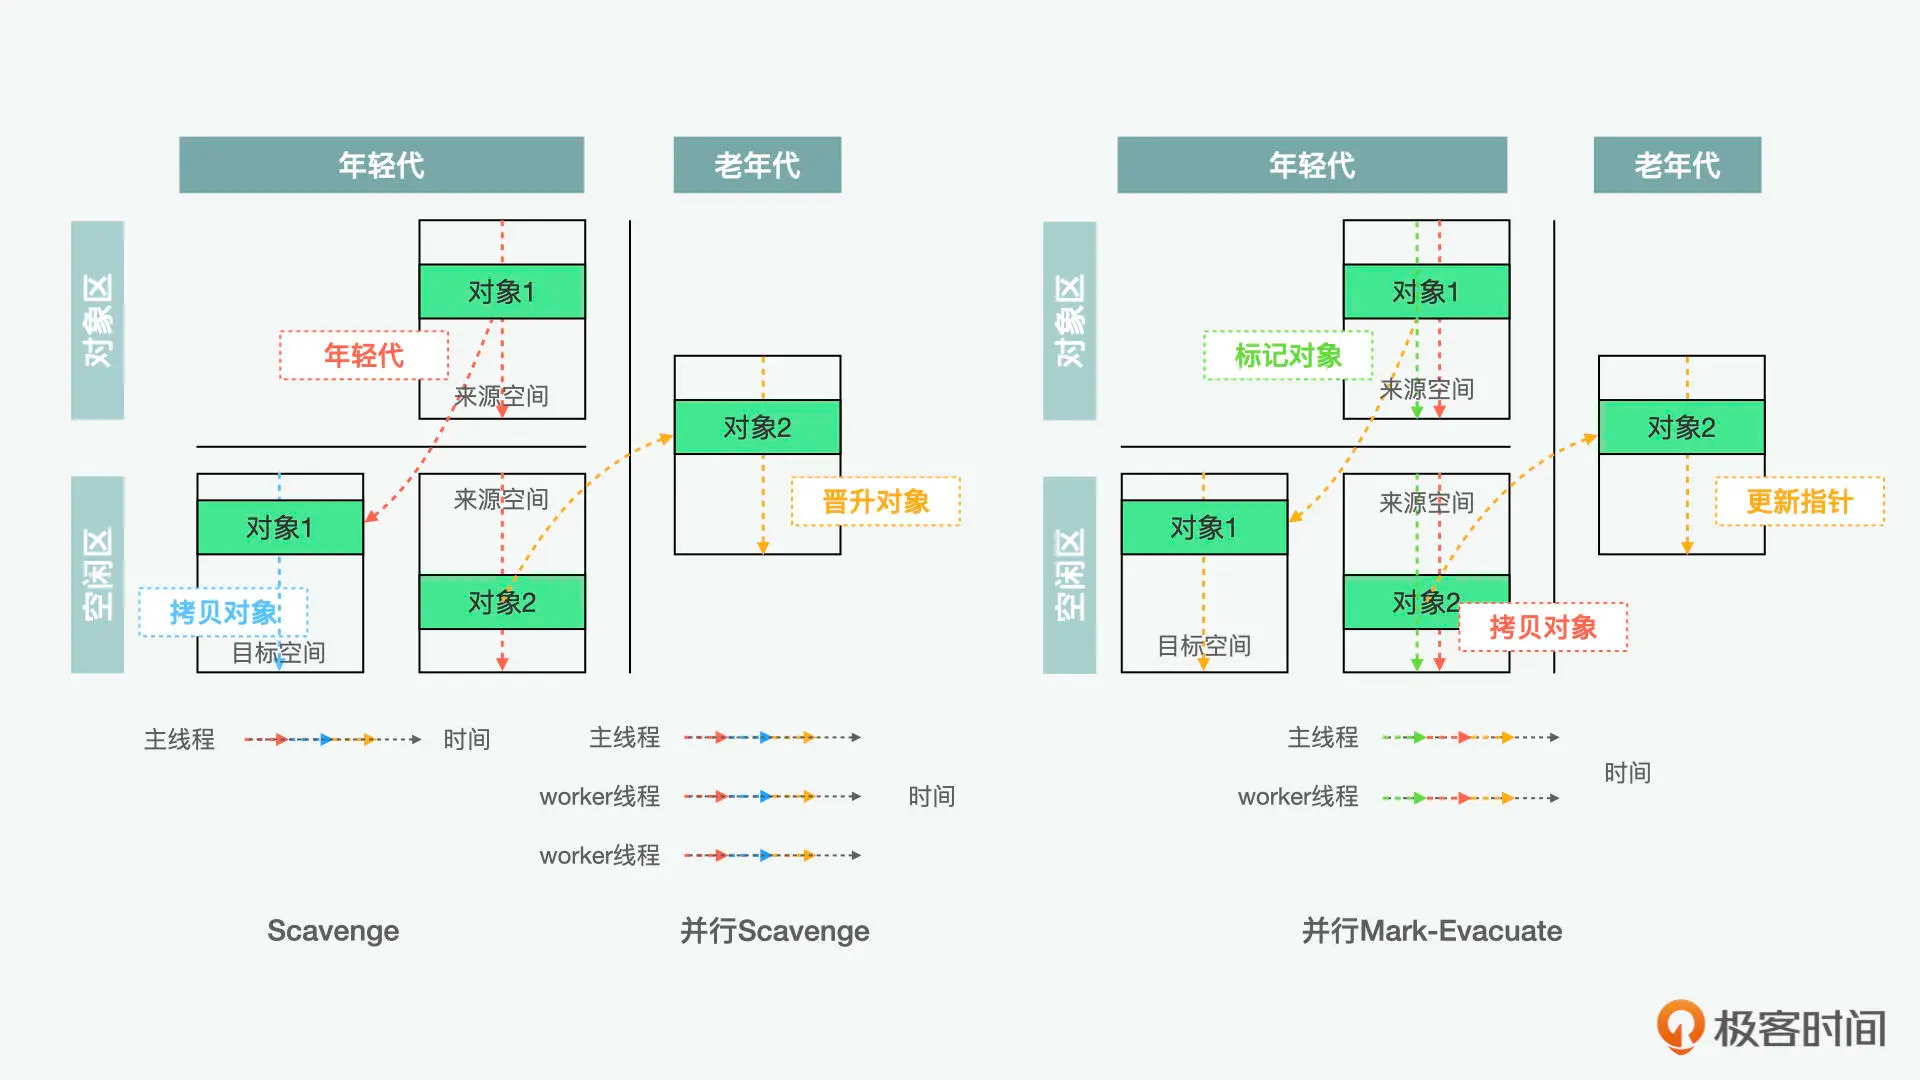 年轻代
老年代
对象区
对象1
年轻代
来源空间
对象2
晋升对象
空闲区
对象1
拷贝对象
目标空间
来源空间
对象2
主线程
时间
主线程
worker线程
时间
worker线程
Scavenge
并行Scavenge
年轻代
老年代
对象区
对象1
标记对象
来源空间
对象2
更新指针
空闲区
对象1
目标空间
来源空间
对象2
拷贝对象
主线程
worker线程
时间
并行Mark-Evacuate
极客时间